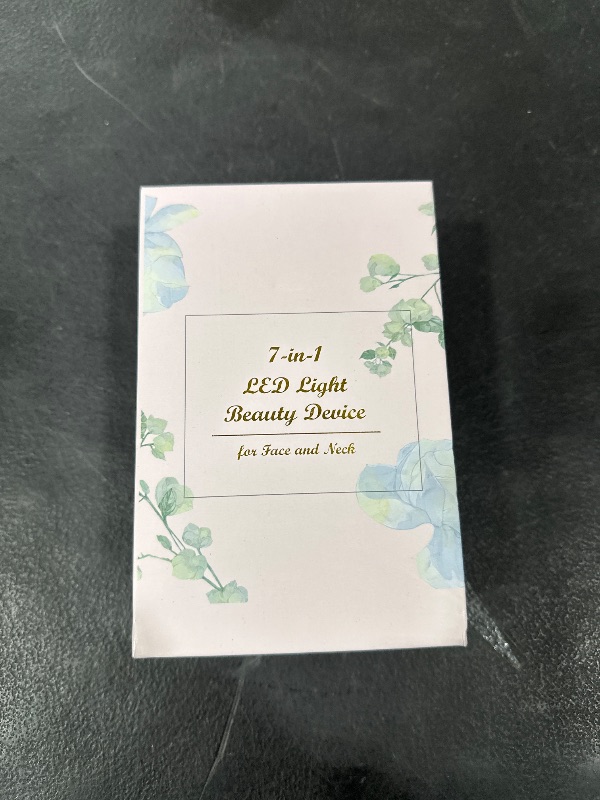 7-in-1
LED Light
Beauty Device
for Face and Neck